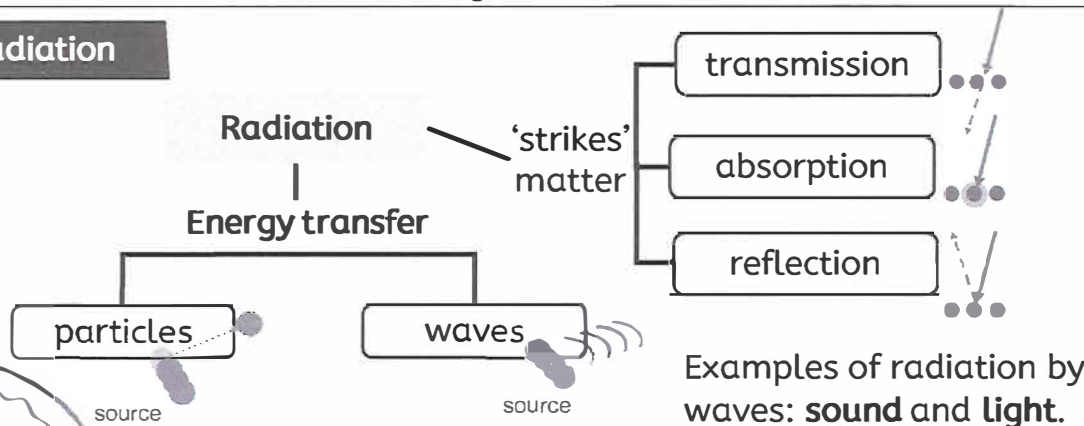 adiation
Radiation
'strikes'
matter
Energy transfer
particles
waves
source
source
transmission
absorption
reflection
Examples of radiation by
waves: sound and light.